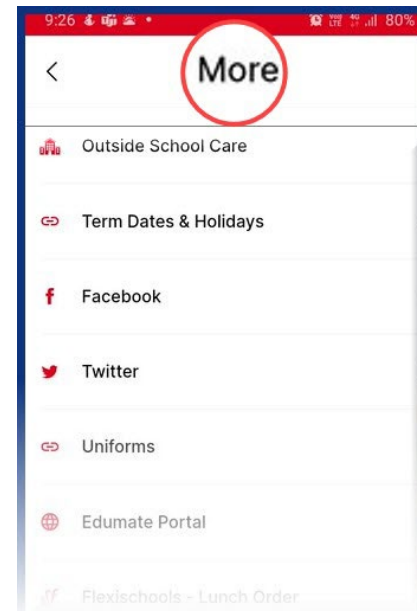 9:26 80%
More
Outside School Care
Term Dates & Holidays
Facebook
Twitter
Uniforms
Edumate Portal
Flexischools - Lunch Order